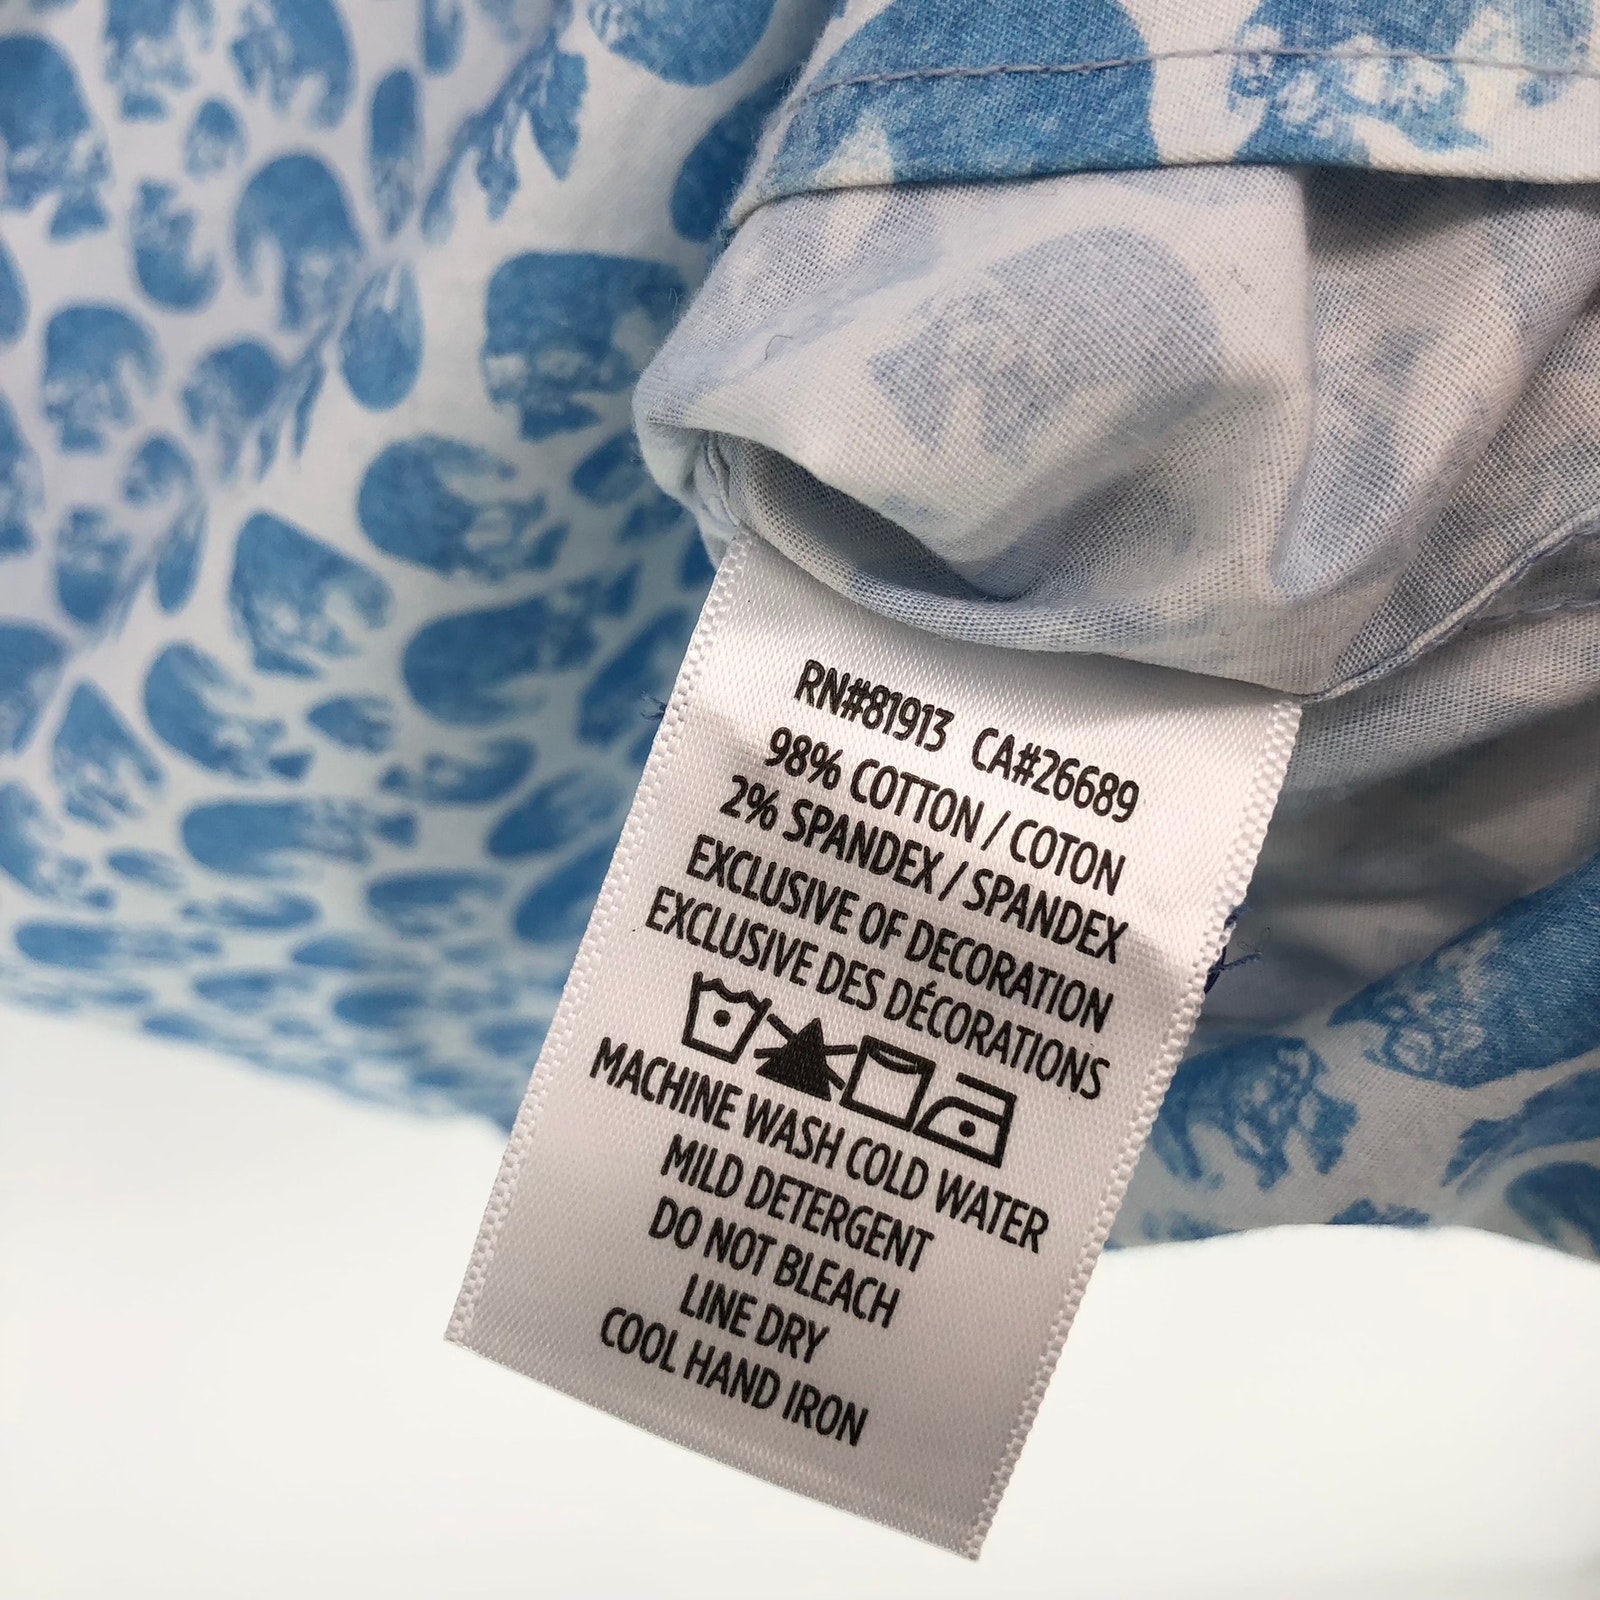 RN#81913 CA#26689
98% COTTON / COTON
2% SPANDEX / SPANDEX
EXCLUSIVE OF DECORATION
EXCLUSIVE DES DÉCORATIONS
MACHINE WASH COLD WATER
MILD DETERGENT
DO NOT BLEACH
LINE DRY
COOL HAND IRON